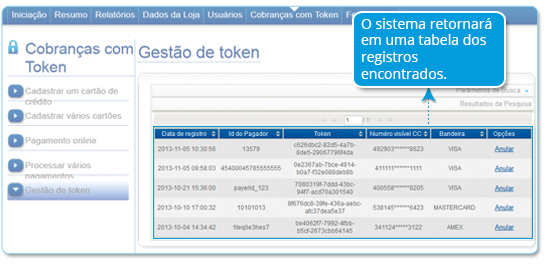 Iniciação Resumo Relatórios Dados da Loja Usuários Cobranças com Token
O sistema retornará
em uma tabela dos
registros
encontrados.
Cobranças com
Token
Cadastrar um cartão de
crédito
Cadastrar vários cartões
Pagamento online
Processar vários
pagamentos
Gestão de token
Gestão de token
Parâmetros de Busca
Resultados da Pesquisa
1 / 1
Data de registro Id do Pagador Token Numéro visível CC Bandeira Opções
2013-11-05 10:30:56 13579 c626dbc2-82d5-4a7b-8de5-29067796f4da 492903******8623 VISA Anular
2013-11-05 09:58:03 45400045785555555 0e2367ab-7bce-4914-b0a7-f32e088deb8b 411111******1111 VISA Anular
2013-10-21 15:36:00 payerid_123 7080319f-7ddd-43bc-94f7-acd70a301540 400558******9205 VISA Anular
2013-10-10 17:00:32 10101013 8f676dc8-39fe-436a-aebc-afc37dea5e37 538145******6423 MASTERCARD Anular
2013-10-04 14:34:42 1teq0e3hes7 be4062f7-7992-4fbb-b5cf-2673cbb64145 341124*****3122 AMEX Anular